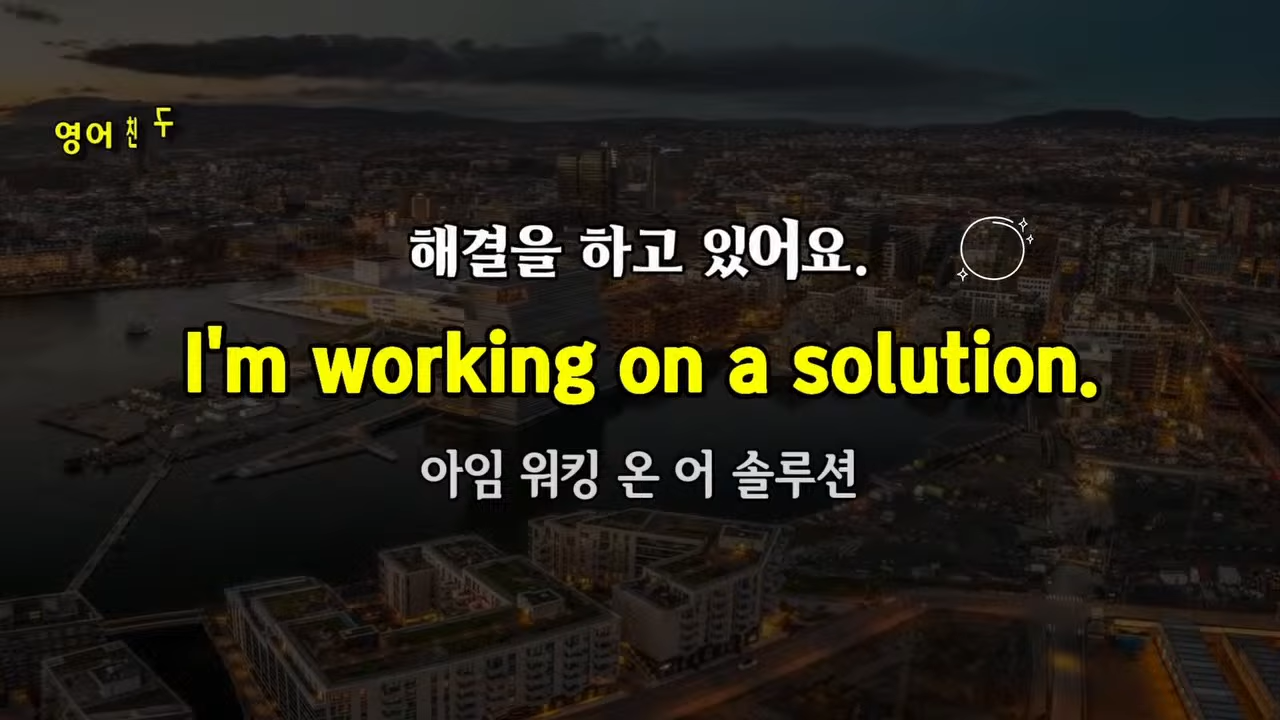 영어 친 두
해결을 하고 있어요.
I'm working on a solution.
아임 워킹 온 어 솔루션